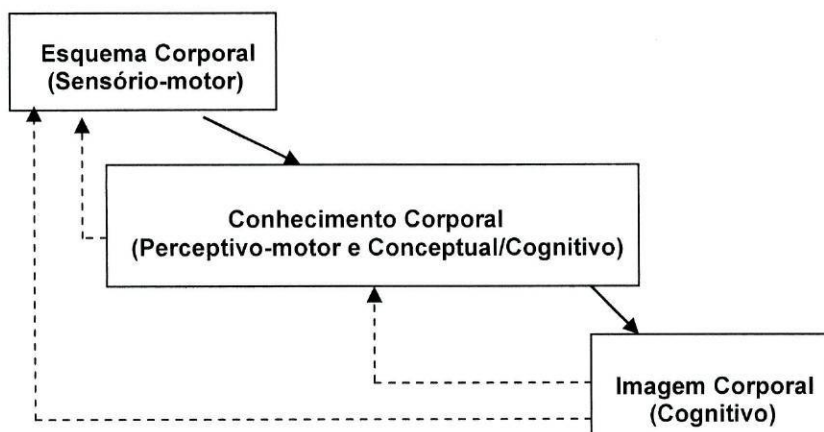 Esquema Corporal
(Sensório-motor)
Conhecimento Corporal
(Perceptivo-motor e Conceptual/Cognitivo)
Imagem Corporal
(Cognitivo)